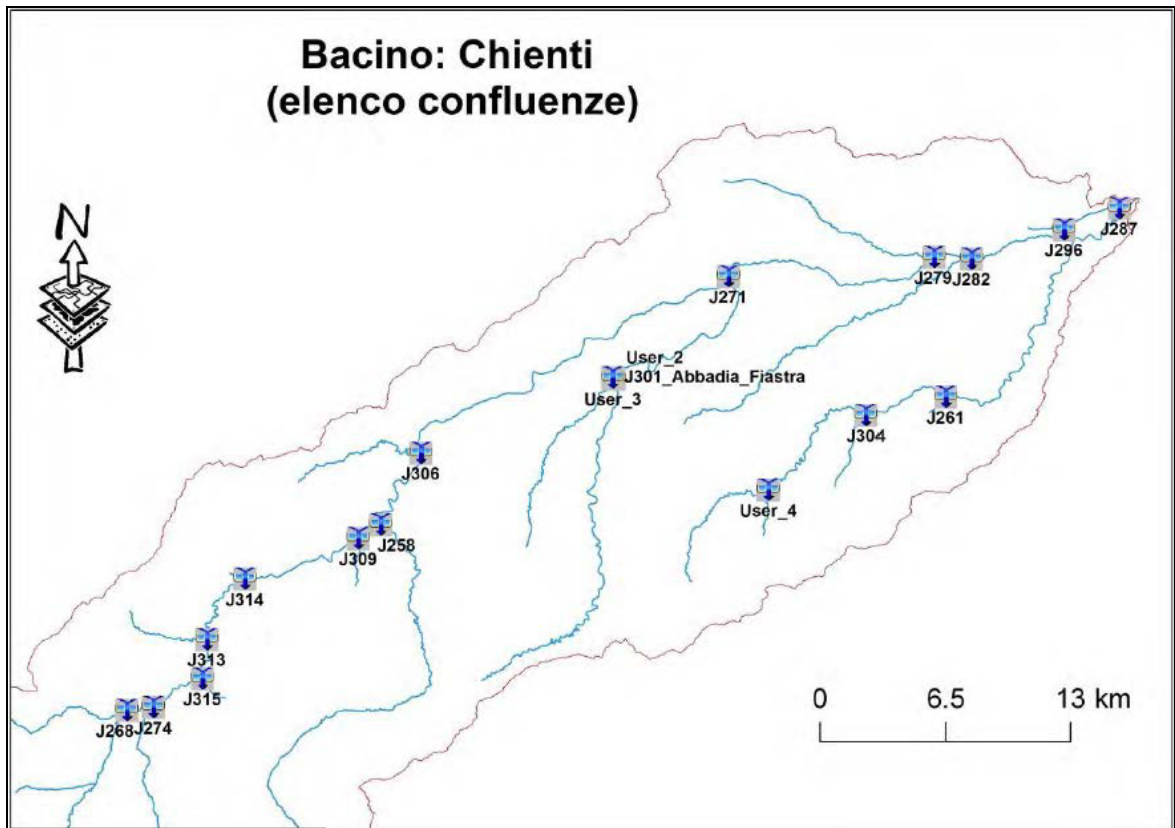 Bacino: Chienti
(elenco confluenze)
N
J287
J296
J279 J282
J271
User_2
J301_Abbadia_Fiastra
User_3
J261
J304
J306
User_4
J258
J309
J314
J313
J315
J268 J274
0 6.5 13 km